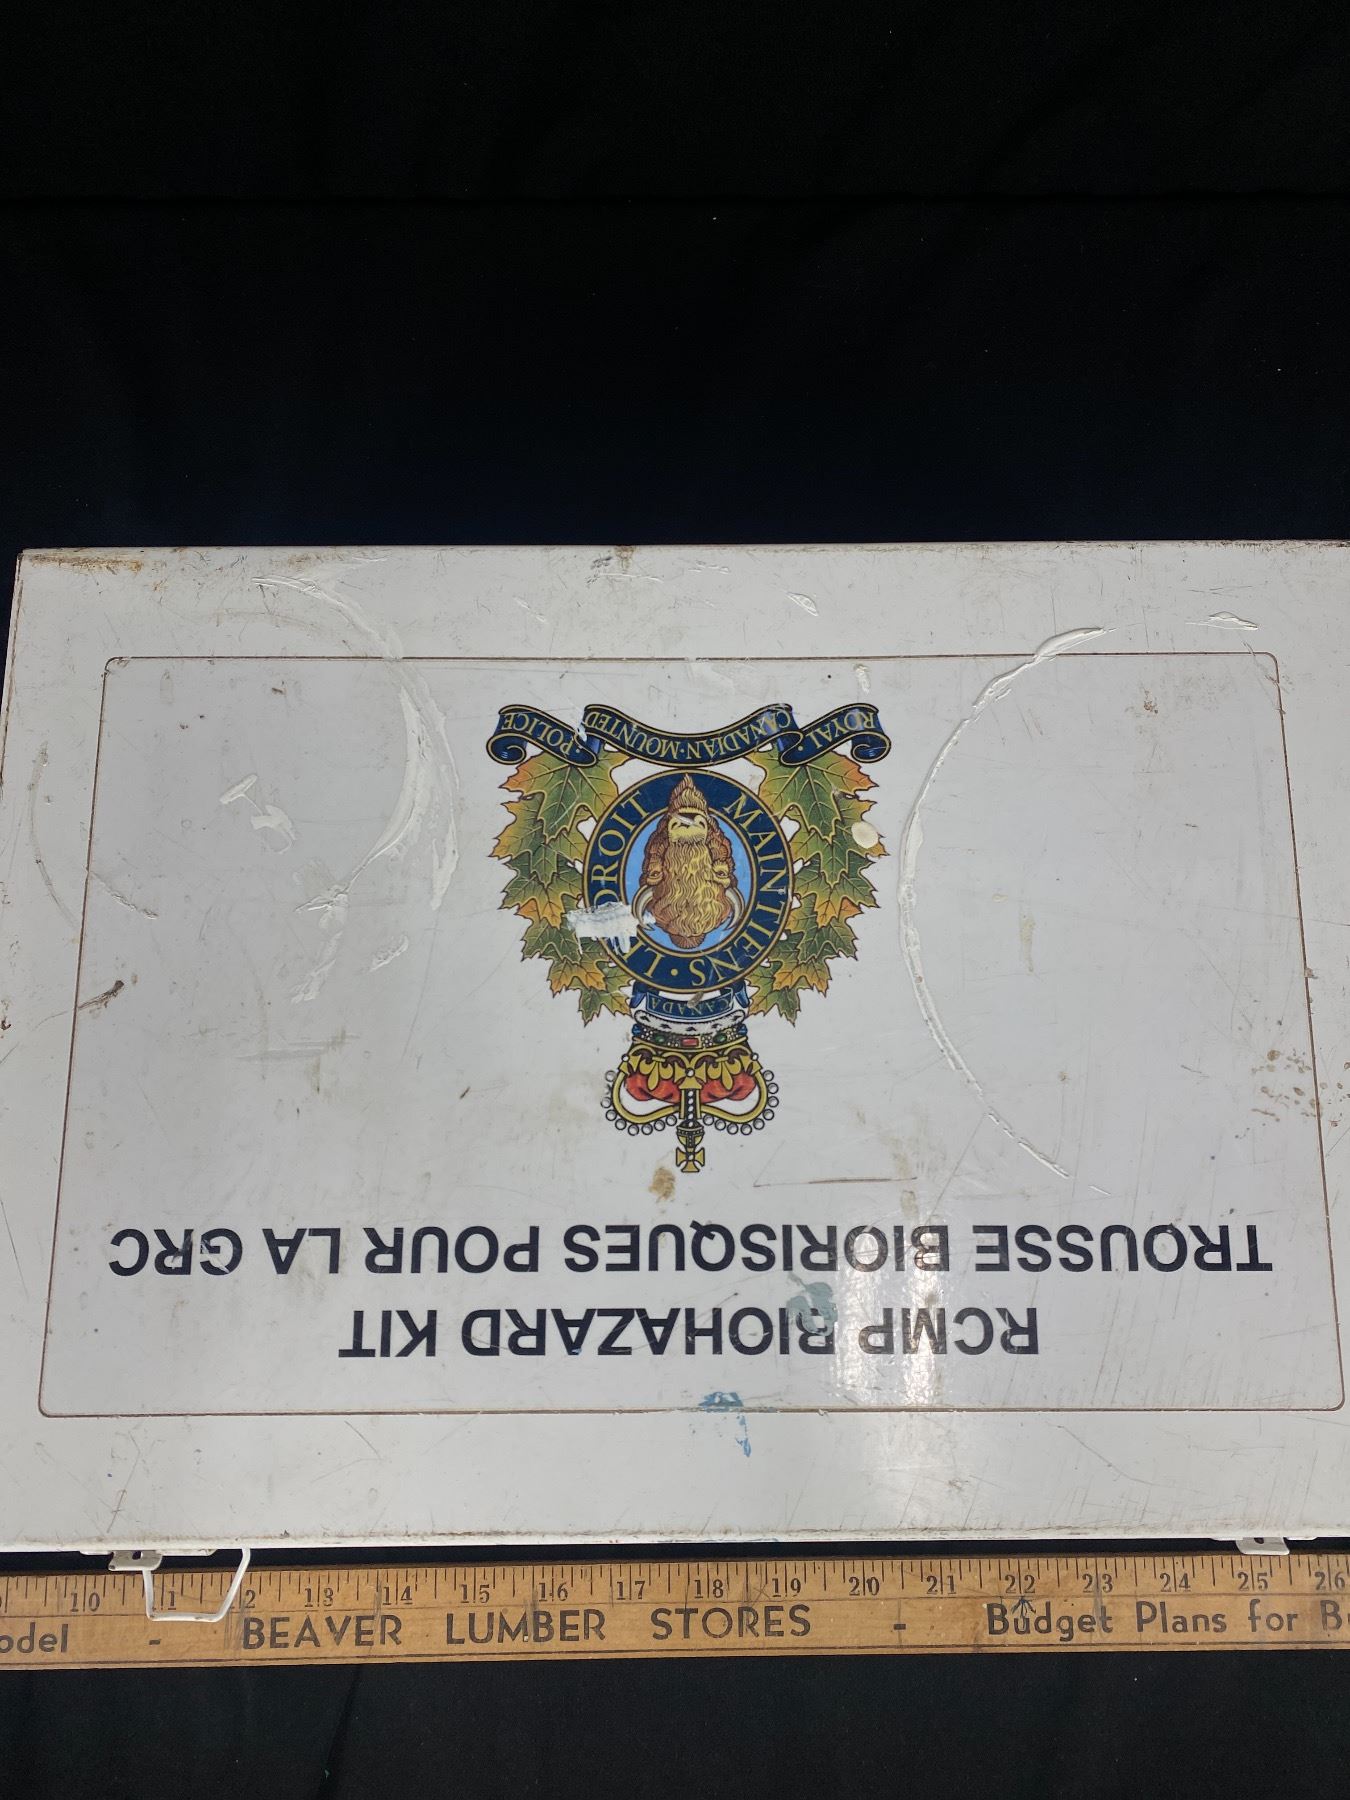 RCMP BIOHAZARD KIT
TROUSSE BIORISQUES POUR LA GRC
CANADA
MAINTIENS · LE DROIT
ROYAL · CANADIAN · MOUNTED · POLICE
10 11 12 13 14 15 16 17 18 19 20 21 22 23 24 25 26
odel - BEAVER LUMBER STORES - Budget Plans for B